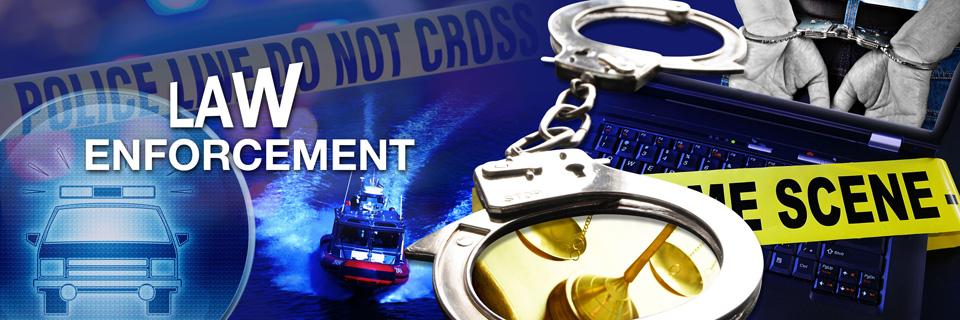 POLICE LINE DO NOT CROSS
LAW
ENFORCEMENT
ME SCENE